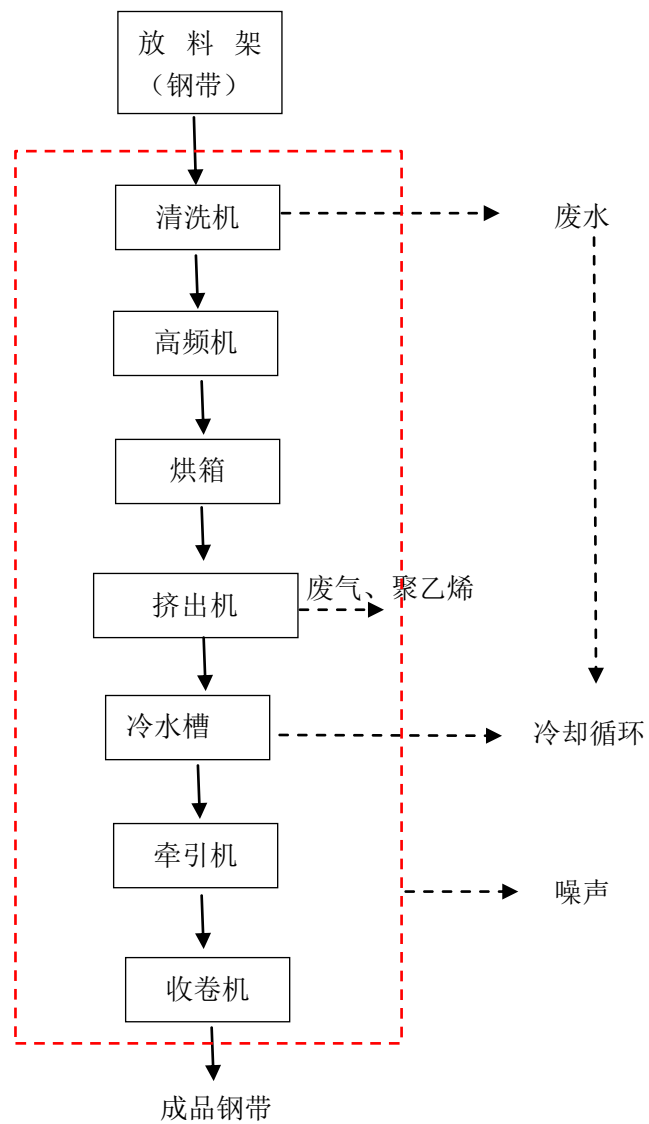 放 料 架
（钢带）
清洗机
废水
高频机
烘箱
废气、聚乙烯
挤出机
冷水槽
冷却循环
牵引机
噪声
收卷机
成品钢带